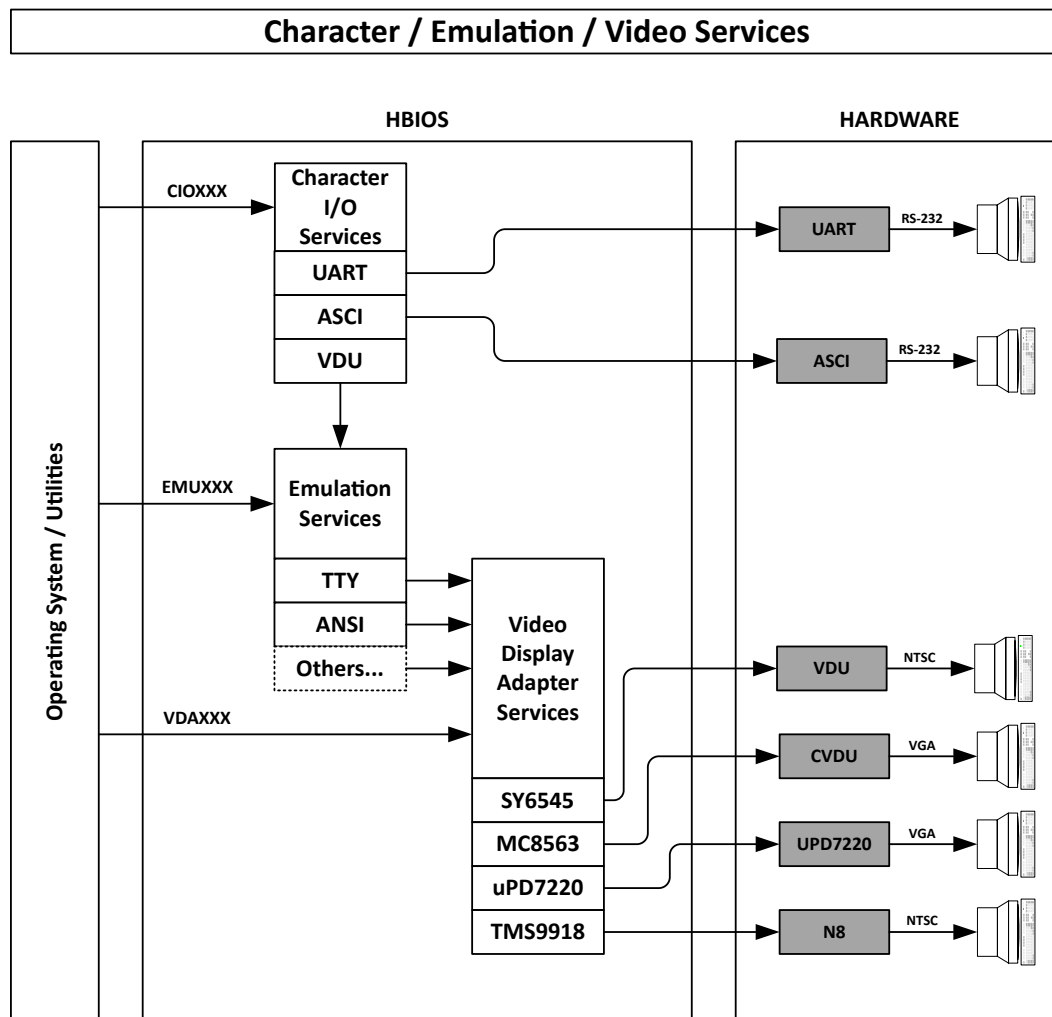 Character / Emulation / Video Services
HBIOS
HARDWARE
Operating System / Utilities
CIOXXX
Character
I/O
Services
UART
ASCI
VDU
UART
RS-232
ASCI
RS-232
EMUXXX
Emulation
Services
TTY
ANSI
Others...
VDAXXX
Video
Display
Adapter
Services
SY6545
MC8563
uPD7220
TMS9918
VDU
NTSC
CVDU
VGA
UPD7220
VGA
N8
NTSC